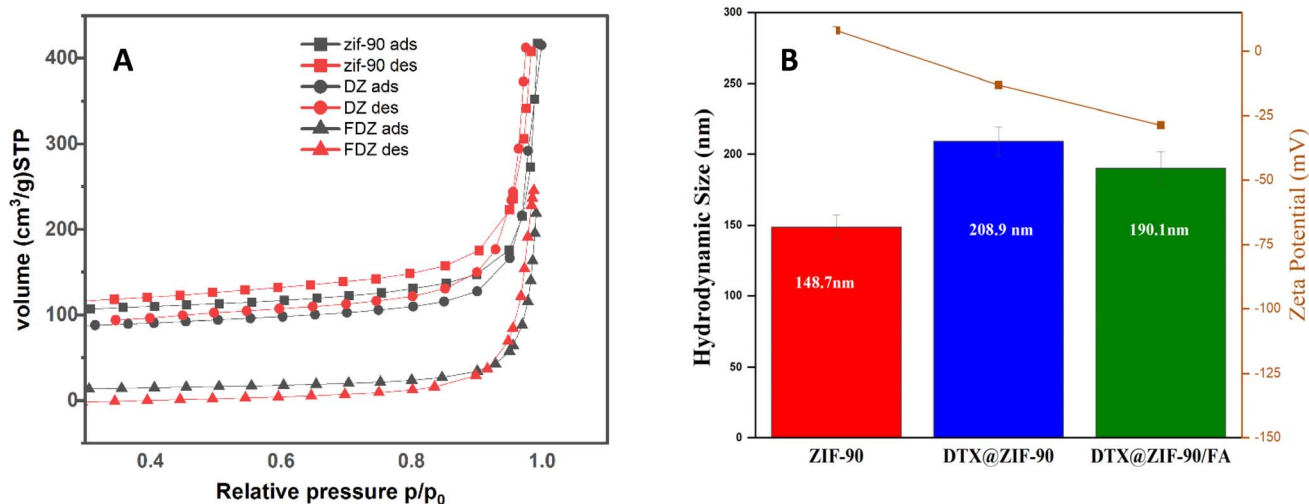 A
zif-90 ads
zif-90 des
DZ ads
DZ des
FDZ ads
FDZ des
400
300
200
100
0
volume (cm³/g)STP
0.4
0.6
0.8
1.0
Relative pressure p/p₀
B
300
250
200
150
100
50
0
Hydrodynamic Size (nm)
148.7nm
208.9 nm
190.1nm
ZIF-90
DTX@ZIF-90
DTX@ZIF-90/FA
0
-25
-50
-75
-100
-125
-150
Zeta Potential (mV)